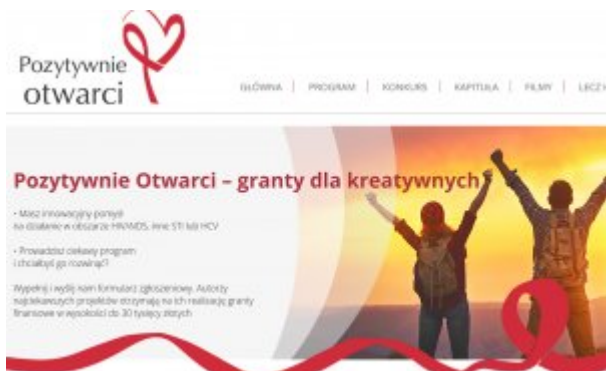 Pozytywnie
otwarci
GŁÓWNA | PROGRAM | KONKURS | KAPITUŁA | FILMY | LECZ
Pozytywnie Otwarci – granty dla kreatywnych
• Masz innowacyjny pomysł
na działanie w obszarze HIV/AIDS, inne STI lub HCV
• Prowadzisz ciekawy program
i chciałbyś go rozwinąć?
Wypełnij i wyślij nam formularz zgłoszeniowy. Autorzy
najciekawszych projektów otrzymają na ich realizację granty
finansowe w wysokości do 30 tysięcy złotych